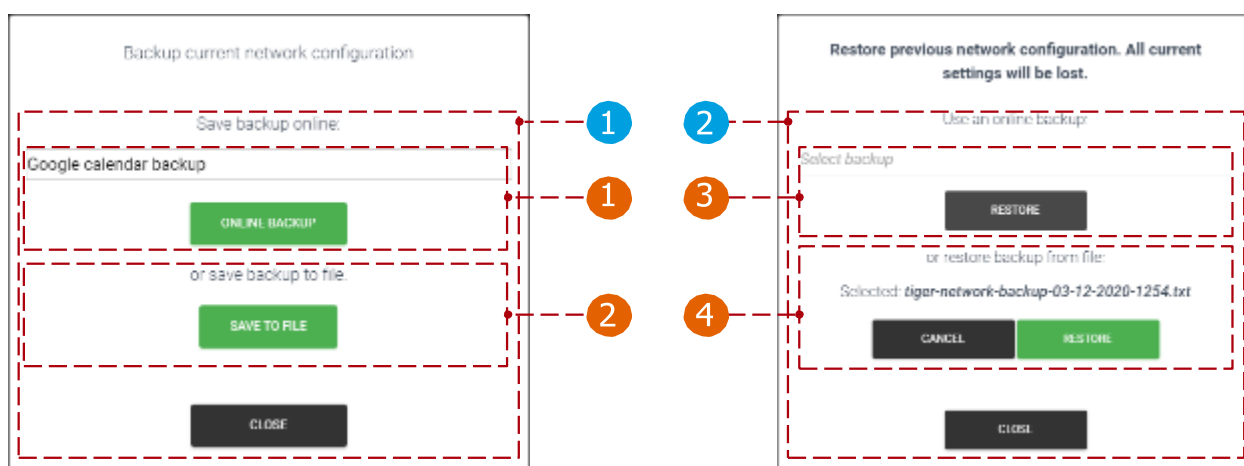 Backup current network configuration
Save backup online:
Google calendar backup
ONLINE BACKUP
or save backup to file:
SAVE TO FILE
CLOSE
1
1
2
Restore previous network configuration. All current
settings will be lost.
Use an online backup:
Select backup
RESTORE
or restore backup from file:
Selected: tiger-network-backup-03-12-2020-1254.txt
CANCEL
RESTORE
CLOSE
2
3
4